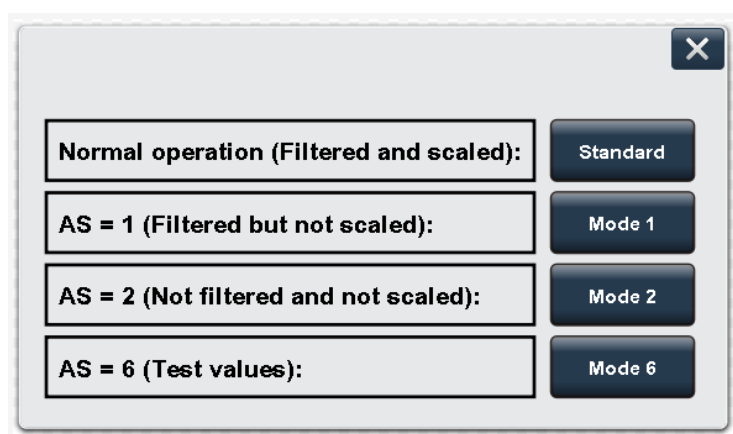 Normal operation (Filtered and scaled): Standard
AS = 1 (Filtered but not scaled): Mode 1
AS = 2 (Not filtered and not scaled): Mode 2
AS = 6 (Test values): Mode 6